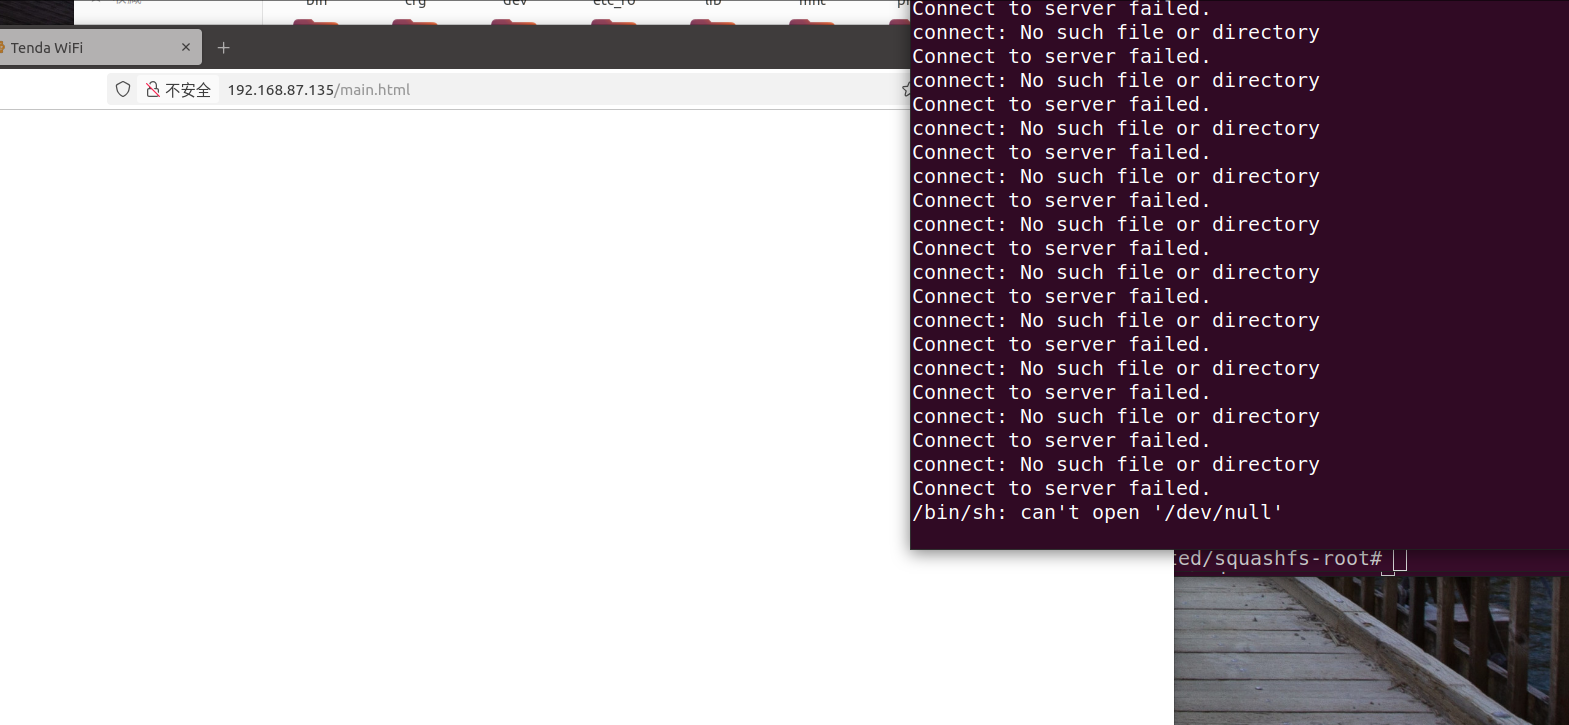 bin
cfg
dev
etc_ro
lib
mnt
Tenda WiFi
不安全
192.168.87.135/main.html
Connect to server failed.
connect: No such file or directory
Connect to server failed.
connect: No such file or directory
Connect to server failed.
connect: No such file or directory
Connect to server failed.
connect: No such file or directory
Connect to server failed.
connect: No such file or directory
Connect to server failed.
connect: No such file or directory
Connect to server failed.
connect: No such file or directory
Connect to server failed.
connect: No such file or directory
Connect to server failed.
connect: No such file or directory
Connect to server failed.
connect: No such file or directory
Connect to server failed.
/bin/sh: can't open '/dev/null'
ted/squashfs-root#